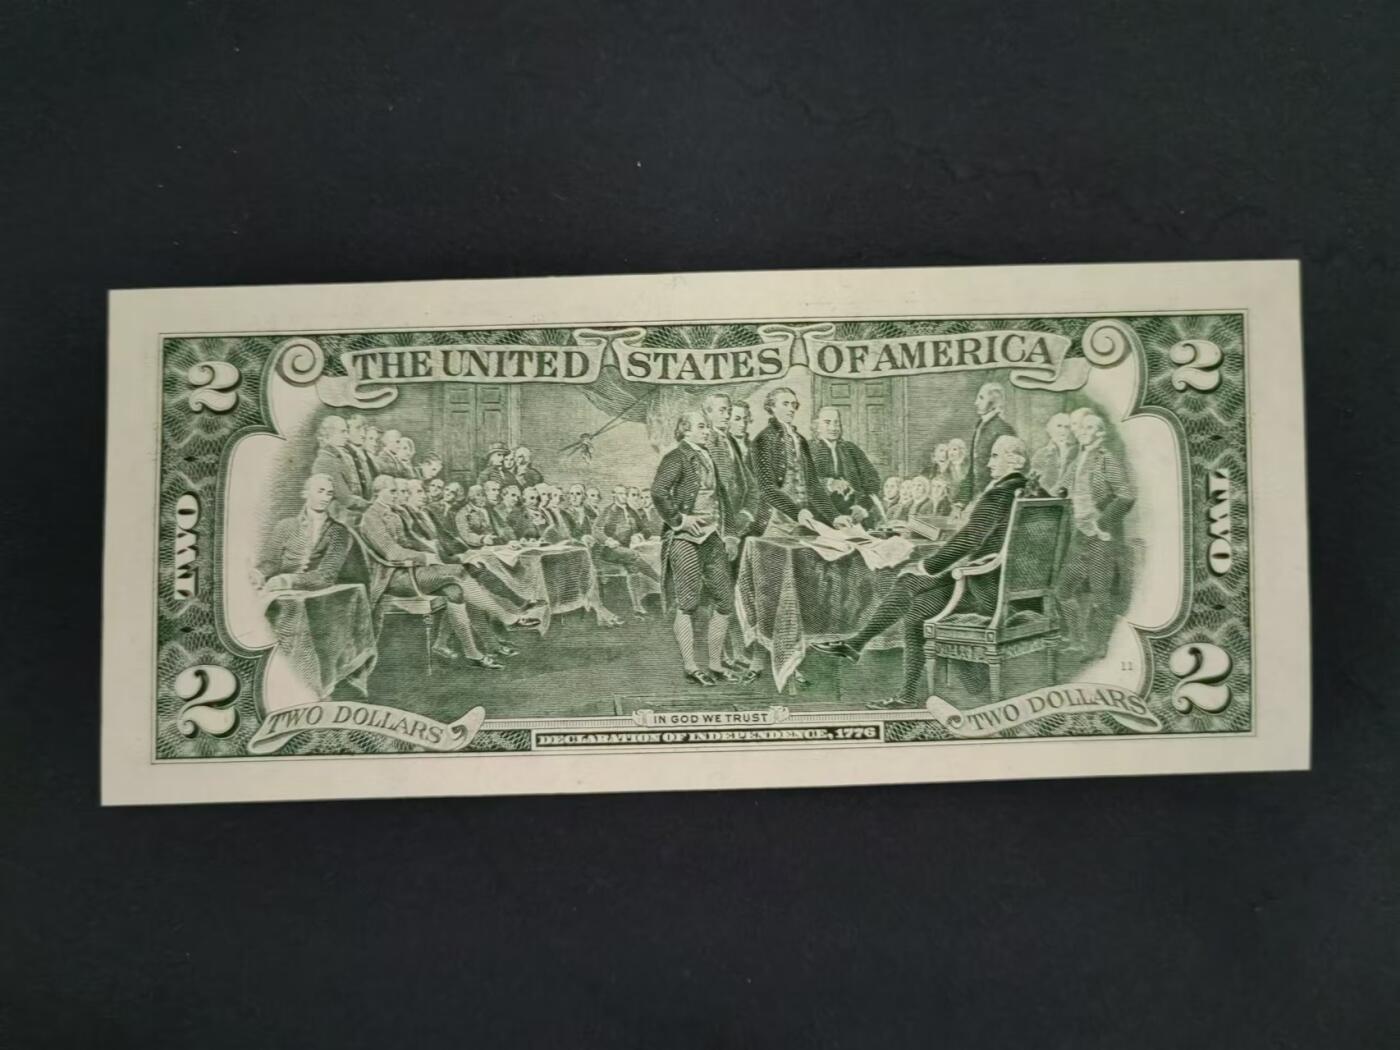 THE UNITED STATES OF AMERICA
2
2
TWO
TWO
2
2
11
TWO DOLLARS
TWO DOLLARS
IN GOD WE TRUST
DECLARATION OF INDEPENDENCE, 1776